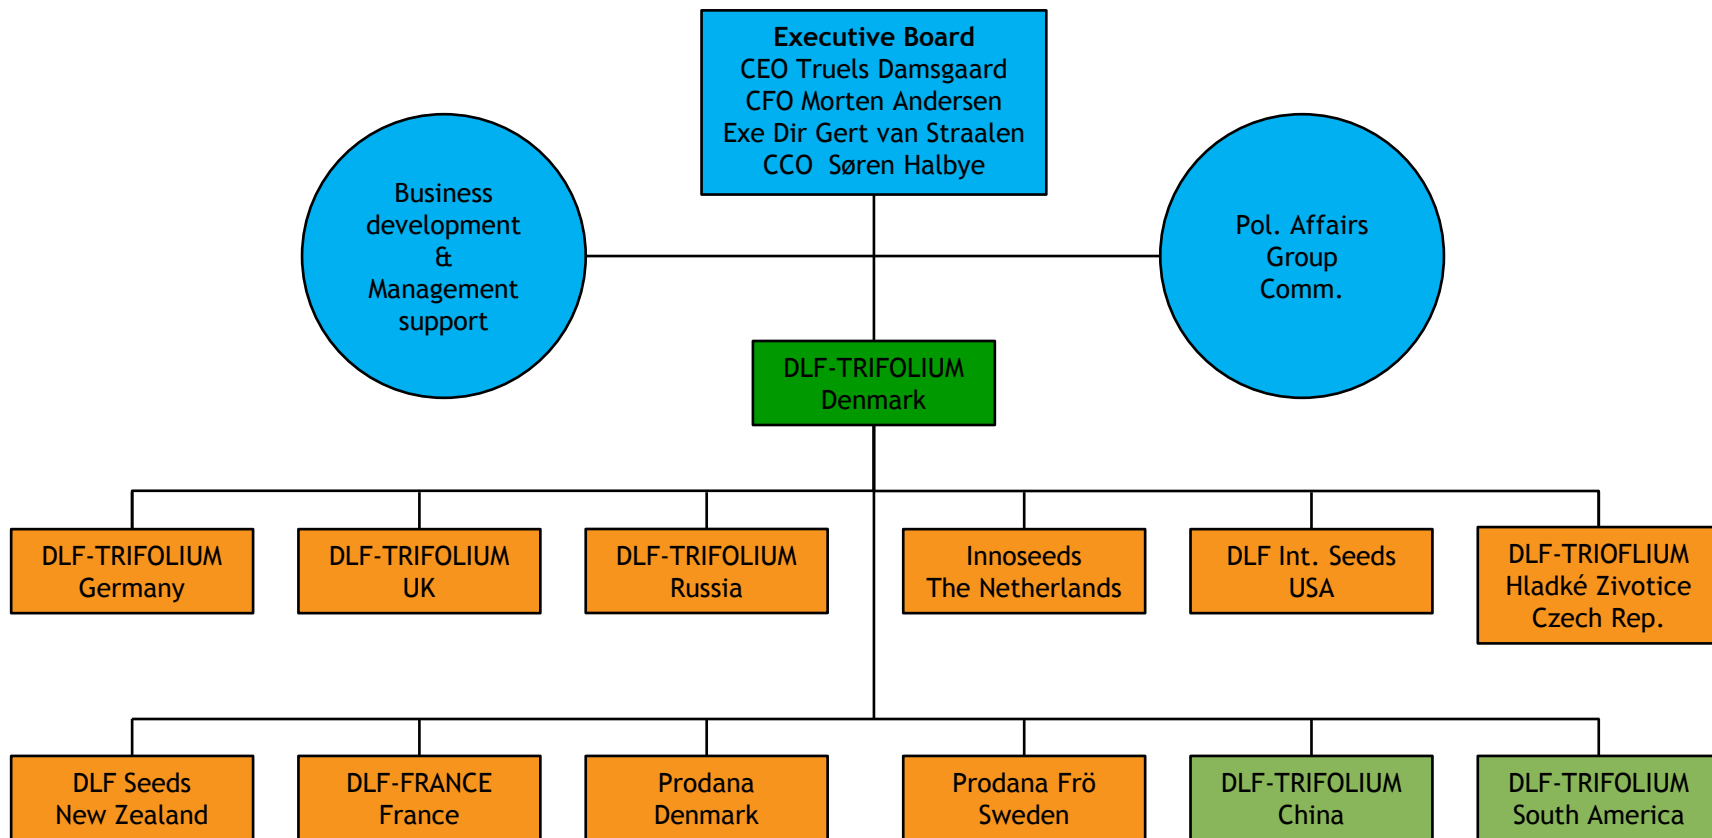 Executive Board
CEO Truels Damsgaard
CFO Morten Andersen
Exe Dir Gert van Straalen
CCO  Søren Halbye
Business
development
&
Management
support
Pol. Affairs
Group
Comm.
DLF-TRIFOLIUM
Denmark
DLF-TRIFOLIUM
Germany
DLF-TRIFOLIUM
UK
DLF-TRIFOLIUM
Russia
Innoseeds
The Netherlands
DLF Int. Seeds
USA
DLF-TRIOFLIUM
Hladké Zivotice
Czech Rep.
DLF Seeds
New Zealand
DLF-FRANCE
France
Prodana
Denmark
Prodana Frö
Sweden
DLF-TRIFOLIUM
China
DLF-TRIFOLIUM
South America